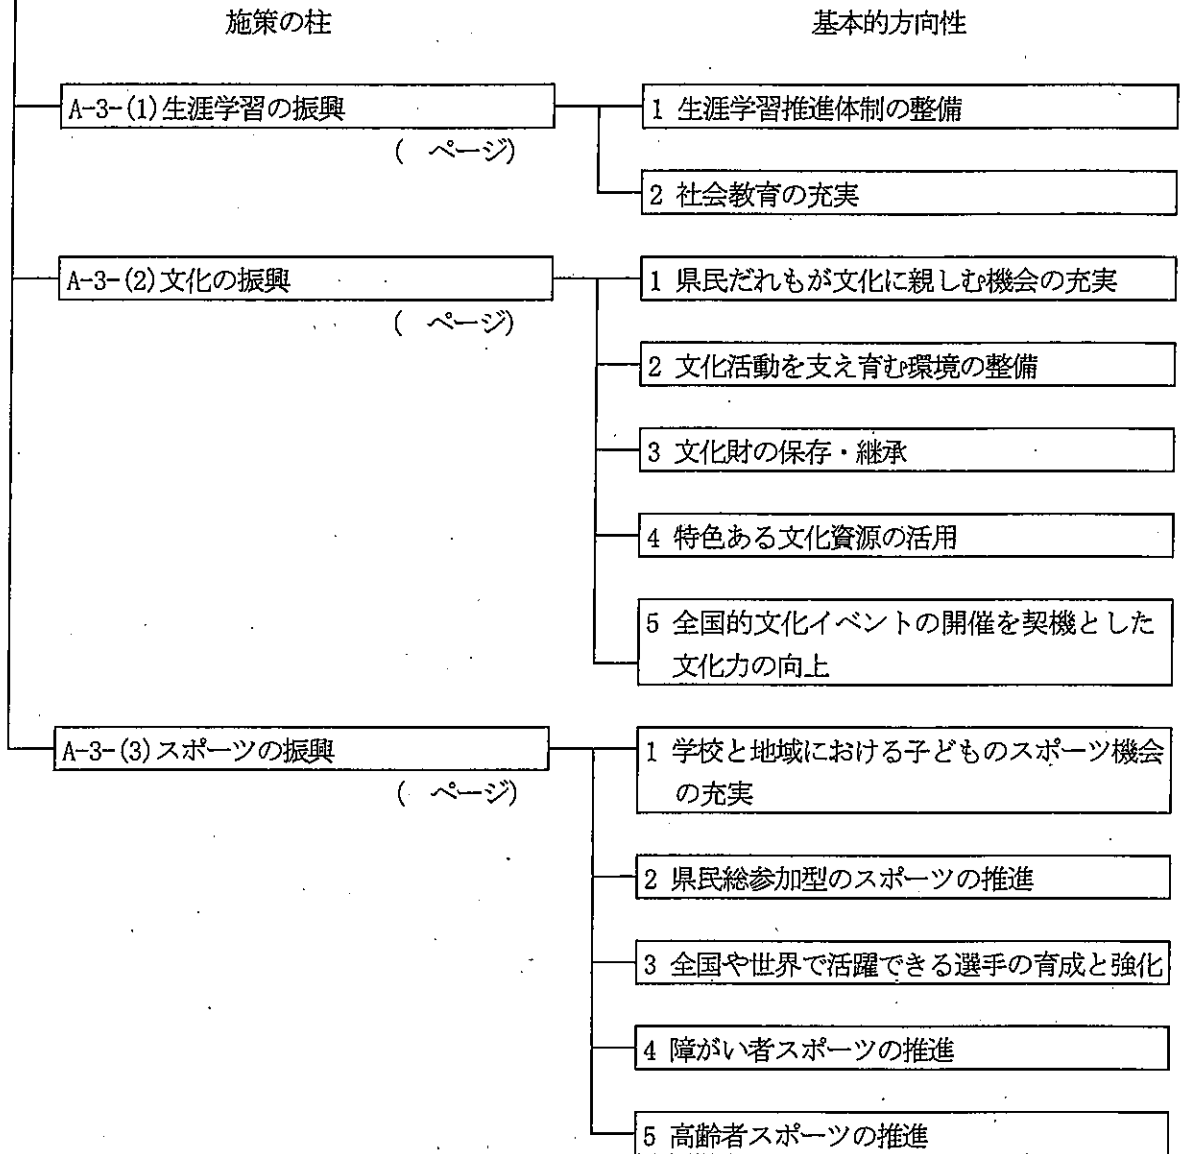 施策の柱
基本的方向性
A-3-(1)生涯学習の振興
( ページ)
1 生涯学習推進体制の整備
2 社会教育の充実
A-3-(2)文化の振興
( ページ)
1 県民だれもが文化に親しむ機会の充実
2 文化活動を支え育む環境の整備
3 文化財の保存・継承
4 特色ある文化資源の活用
5 全国的文化イベントの開催を契機とした
文化力の向上
A-3-(3)スポーツの振興
( ページ)
1 学校と地域における子どものスポーツ機会
の充実
2 県民総参加型のスポーツの推進
3 全国や世界で活躍できる選手の育成と強化
4 障がい者スポーツの推進
5 高齢者スポーツの推進